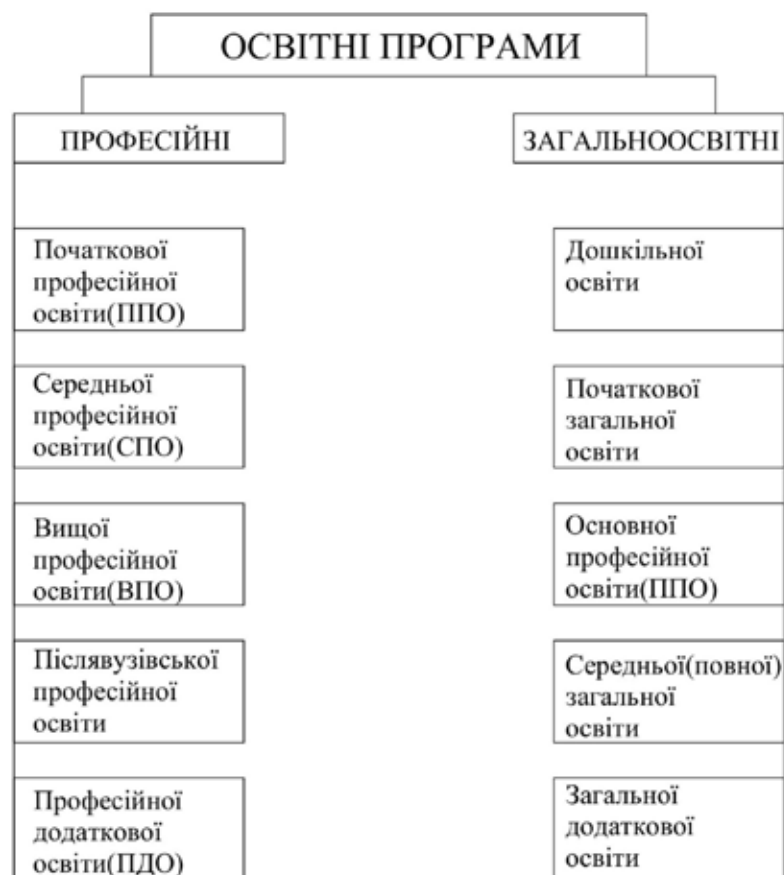 ОСВІТНІ ПРОГРАМИ
ПРОФЕСІЙНІ
Початкової
професійної
освіти(ППО)
Середньої
професійної
освіти(СПО)
Вищої
професійної
освіти(ВПО)
Післявузівської
професійної
освіти
Професійної
додаткової
освіти(ПДО)
ЗАГАЛЬНООСВІТНІ
Дошкільної
освіти
Початкової
загальної
освіти
Основної
професійної
освіти(ППО)
Середньої(повної)
загальної
освіти
Загальної
додаткової
освіти